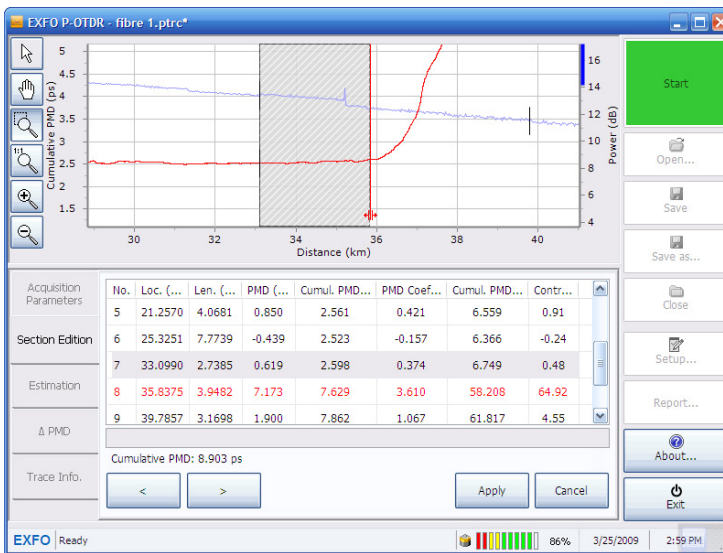 EXFO P-OTDR - fibre 1.ptrc*
5
4.5
4
3.5
3
2.5
2
1.5
Cumulative PMD (ps)
16
14
12
10
8
6
4
Power (dB)
30 32 34 36 38 40
Distance (km)
1:1
Start
Open...
Save
Save as...
Close
Setup...
Report...
About...
Exit
Acquisition
Parameters
Section Edition
Estimation
Δ PMD
Trace Info.
No. Loc. (... Len. (... PMD (... Cumul. PMD... PMD Coef... Cumul. PMD... Contr...
5 21.2570 4.0681 0.850 2.561 0.421 6.559 0.91
6 25.3251 7.7739 -0.439 2.523 -0.157 6.366 -0.24
7 33.0990 2.7385 0.619 2.598 0.374 6.749 0.48
8 35.8375 3.9482 7.173 7.629 3.610 58.208 64.92
9 39.7857 3.1698 1.900 7.862 1.067 61.817 4.55
Cumulative PMD: 8.903 ps
< > Apply Cancel
EXFO Ready 86% 3/25/2009 2:59 PM